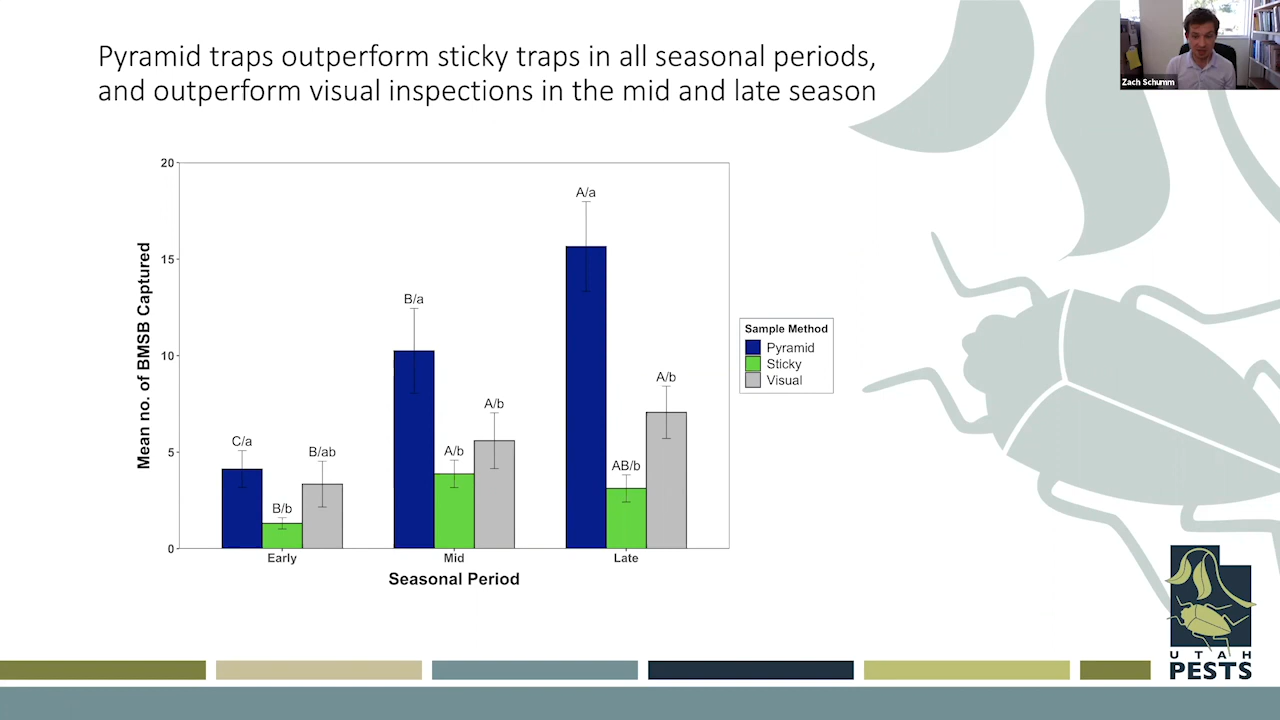 Pyramid traps outperform sticky traps in all seasonal periods,
and outperform visual inspections in the mid and late season
Zach Schumm
Mean no. of BMSB Captured
20
15
10
5
0
C/a
B/b
B/ab
B/a
A/b
A/b
A/a
AB/b
A/b
Early
Mid
Late
Seasonal Period
Sample Method
Pyramid
Sticky
Visual
UTAH
PESTS